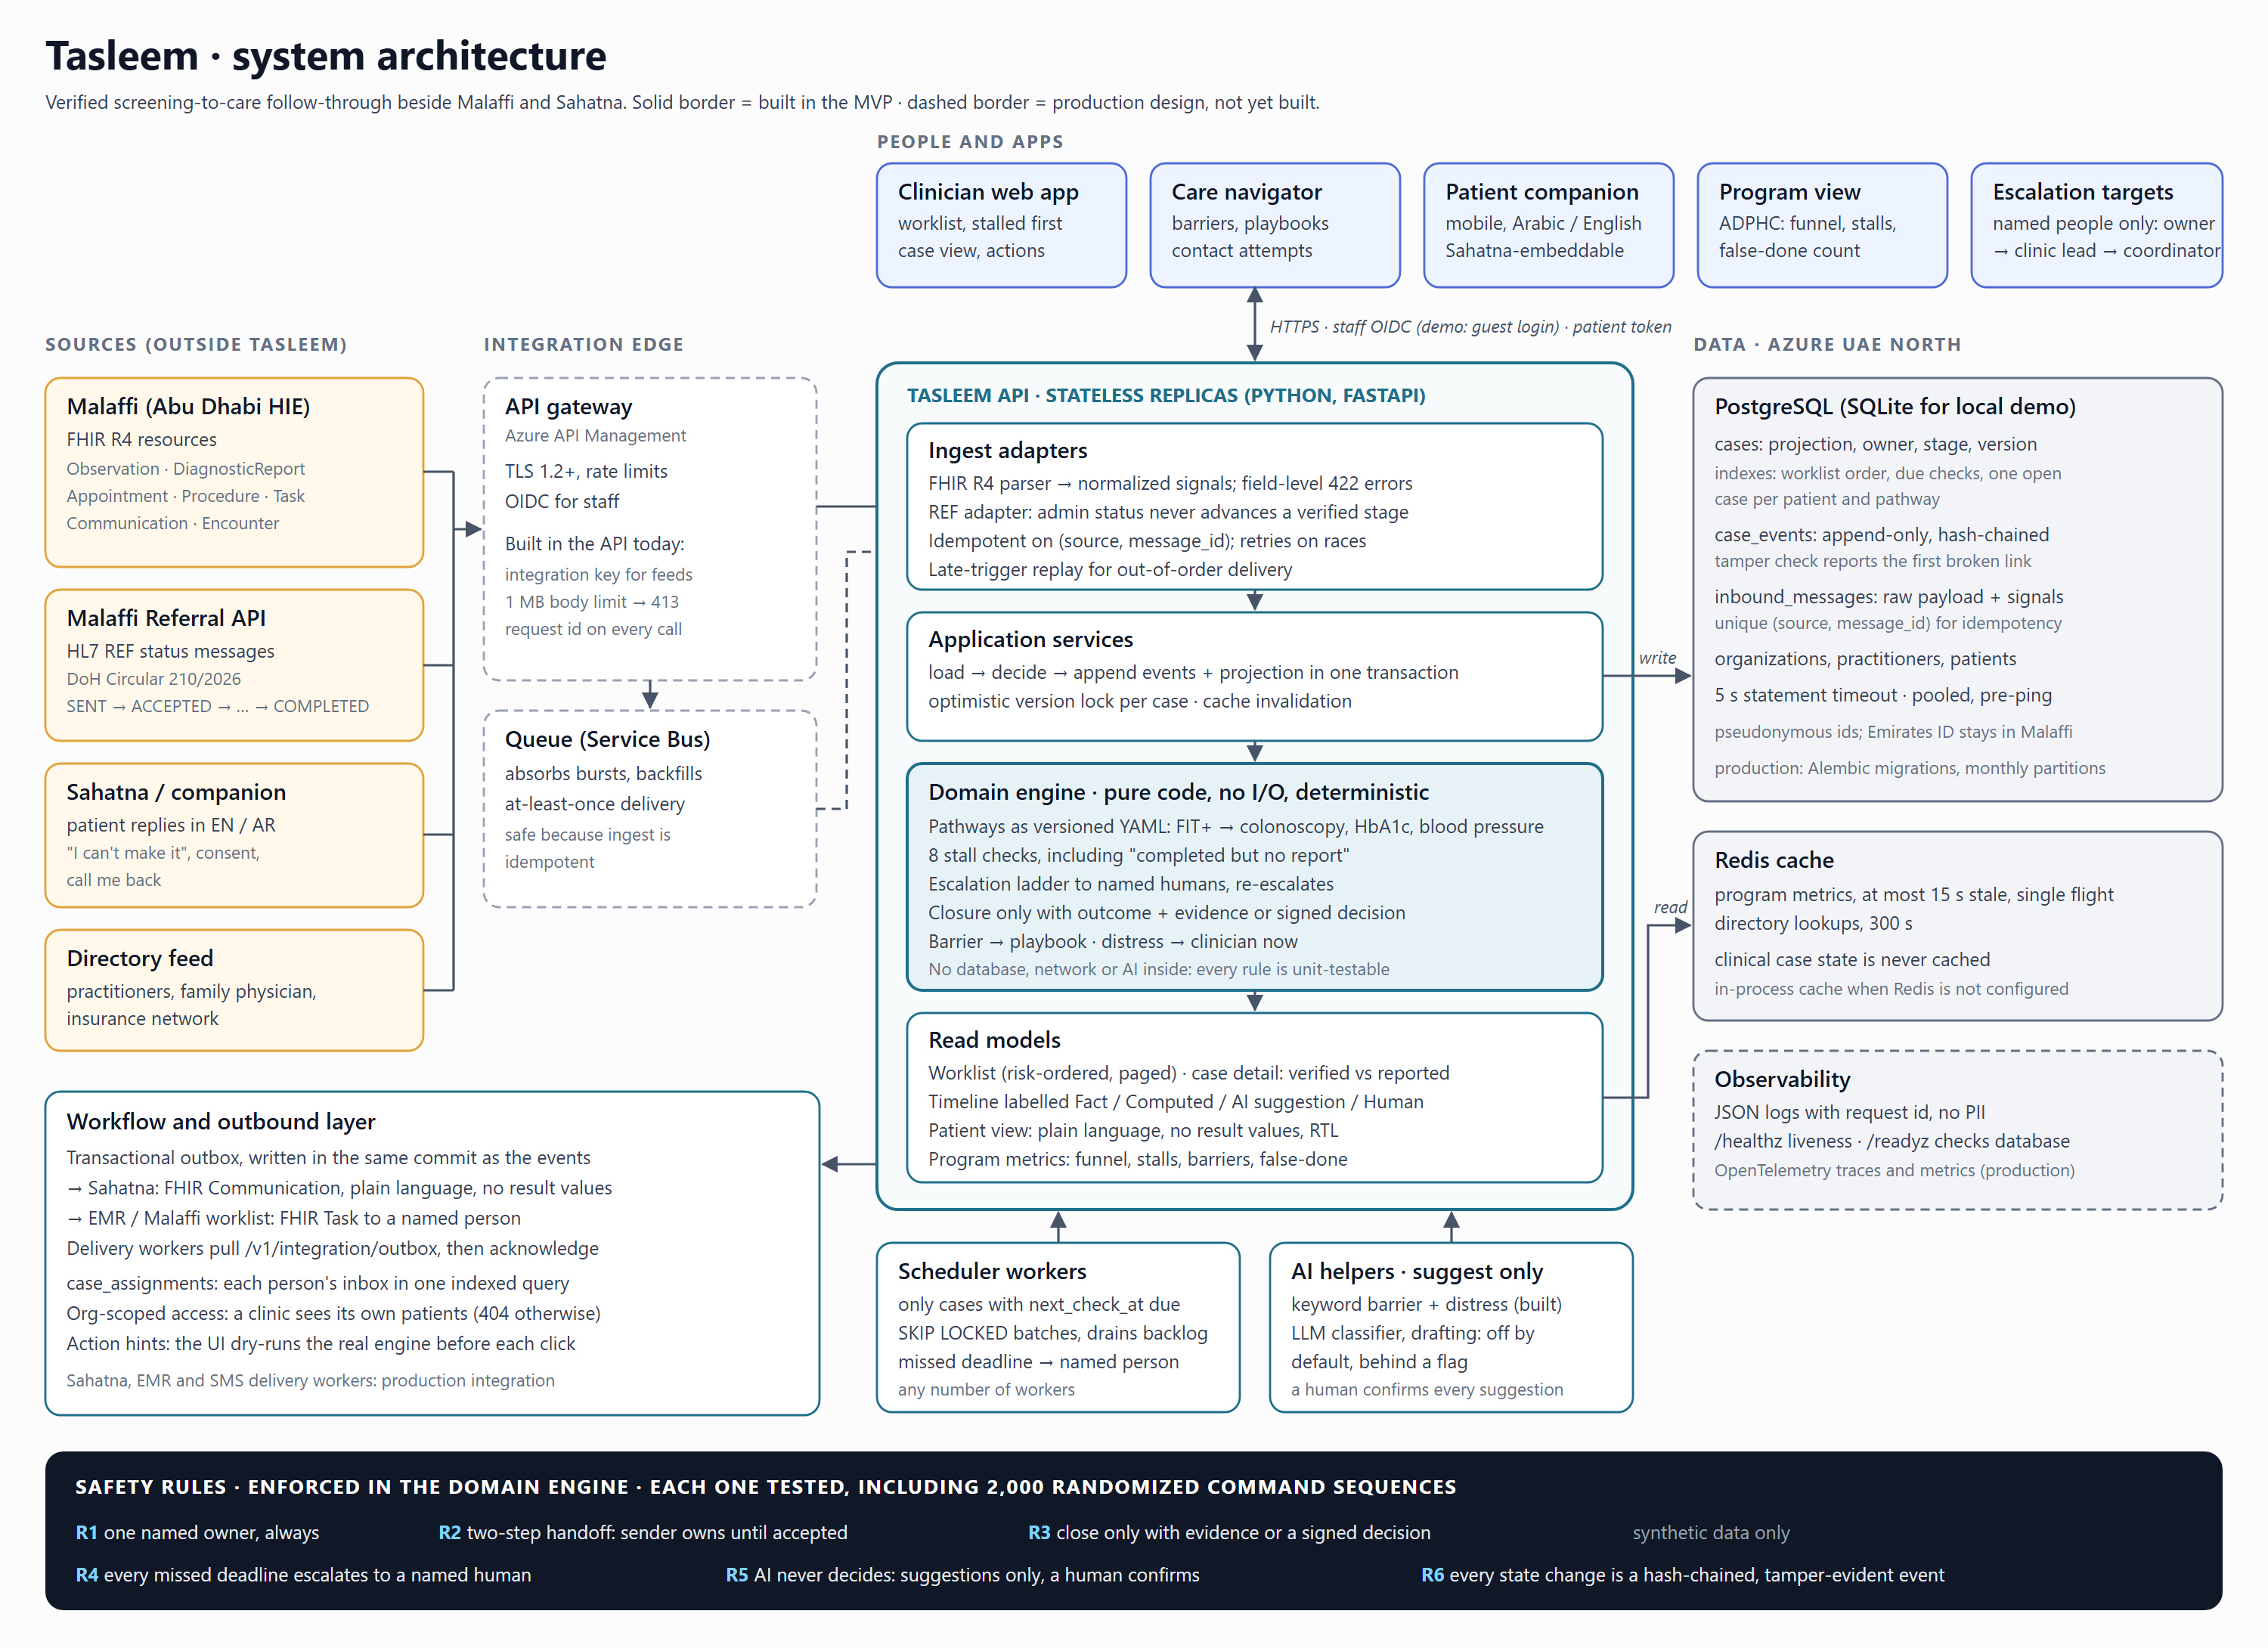 Tasleem · system architecture
Verified screening-to-care follow-through beside Malaffi and Sahatna. Solid border = built in the MVP · dashed border = production design, not yet built.
PEOPLE AND APPS
Clinician web app
worklist, stalled first
case view, actions
Care navigator
barriers, playbooks
contact attempts
Patient companion
mobile, Arabic / English
Sahatna-embeddable
Program view
ADPHC: funnel, stalls,
false-done count
Escalation targets
named people only: owner
→ clinic lead → coordinator
HTTPS · staff OIDC (demo: guest login) · patient token
SOURCES (OUTSIDE TASLEEM)
Malaffi (Abu Dhabi HIE)
FHIR R4 resources
Observation · DiagnosticReport
Appointment · Procedure · Task
Communication · Encounter
Malaffi Referral API
HL7 REF status messages
DoH Circular 210/2026
SENT → ACCEPTED → ... → COMPLETED
Sahatna / companion
patient replies in EN / AR
"I can't make it", consent,
call me back
Directory feed
practitioners, family physician,
insurance network
INTEGRATION EDGE
API gateway
Azure API Management
TLS 1.2+, rate limits
OIDC for staff
Built in the API today:
integration key for feeds
1 MB body limit → 413
request id on every call
Queue (Service Bus)
absorbs bursts, backfills
at-least-once delivery
safe because ingest is
idempotent
TASLEEM API · STATELESS REPLICAS (PYTHON, FASTAPI)
Ingest adapters
FHIR R4 parser → normalized signals; field-level 422 errors
REF adapter: admin status never advances a verified stage
Idempotent on (source, message_id); retries on races
Late-trigger replay for out-of-order delivery
Application services
load → decide → append events + projection in one transaction
optimistic version lock per case · cache invalidation
Domain engine · pure code, no I/O, deterministic
Pathways as versioned YAML: FIT+ → colonoscopy, HbA1c, blood pressure
8 stall checks, including "completed but no report"
Escalation ladder to named humans, re-escalates
Closure only with outcome + evidence or signed decision
Barrier → playbook · distress → clinician now
No database, network or AI inside: every rule is unit-testable
Read models
Worklist (risk-ordered, paged) · case detail: verified vs reported
Timeline labelled Fact / Computed / AI suggestion / Human
Patient view: plain language, no result values, RTL
Program metrics: funnel, stalls, barriers, false-done
write
read
DATA · AZURE UAE NORTH
PostgreSQL (SQLite for local demo)
cases: projection, owner, stage, version
indexes: worklist order, due checks, one open
case per patient and pathway
case_events: append-only, hash-chained
tamper check reports the first broken link
inbound_messages: raw payload + signals
unique (source, message_id) for idempotency
organizations, practitioners, patients
5 s statement timeout · pooled, pre-ping
pseudonymous ids; Emirates ID stays in Malaffi
production: Alembic migrations, monthly partitions
Redis cache
program metrics, at most 15 s stale, single flight
directory lookups, 300 s
clinical case state is never cached
in-process cache when Redis is not configured
Observability
JSON logs with request id, no PII
/healthz liveness · /readyz checks database
OpenTelemetry traces and metrics (production)
Workflow and outbound layer
Transactional outbox, written in the same commit as the events
→ Sahatna: FHIR Communication, plain language, no result values
→ EMR / Malaffi worklist: FHIR Task to a named person
Delivery workers pull /v1/integration/outbox, then acknowledge
case_assignments: each person's inbox in one indexed query
Org-scoped access: a clinic sees its own patients (404 otherwise)
Action hints: the UI dry-runs the real engine before each click
Sahatna, EMR and SMS delivery workers: production integration
Scheduler workers
only cases with next_check_at due
SKIP LOCKED batches, drains backlog
missed deadline → named person
any number of workers
AI helpers · suggest only
keyword barrier + distress (built)
LLM classifier, drafting: off by
default, behind a flag
a human confirms every suggestion
SAFETY RULES · ENFORCED IN THE DOMAIN ENGINE · EACH ONE TESTED, INCLUDING 2,000 RANDOMIZED COMMAND SEQUENCES
R1 one named owner, always
R2 two-step handoff: sender owns until accepted
R3 close only with evidence or a signed decision
synthetic data only
R4 every missed deadline escalates to a named human
R5 AI never decides: suggestions only, a human confirms
R6 every state change is a hash-chained, tamper-evident event